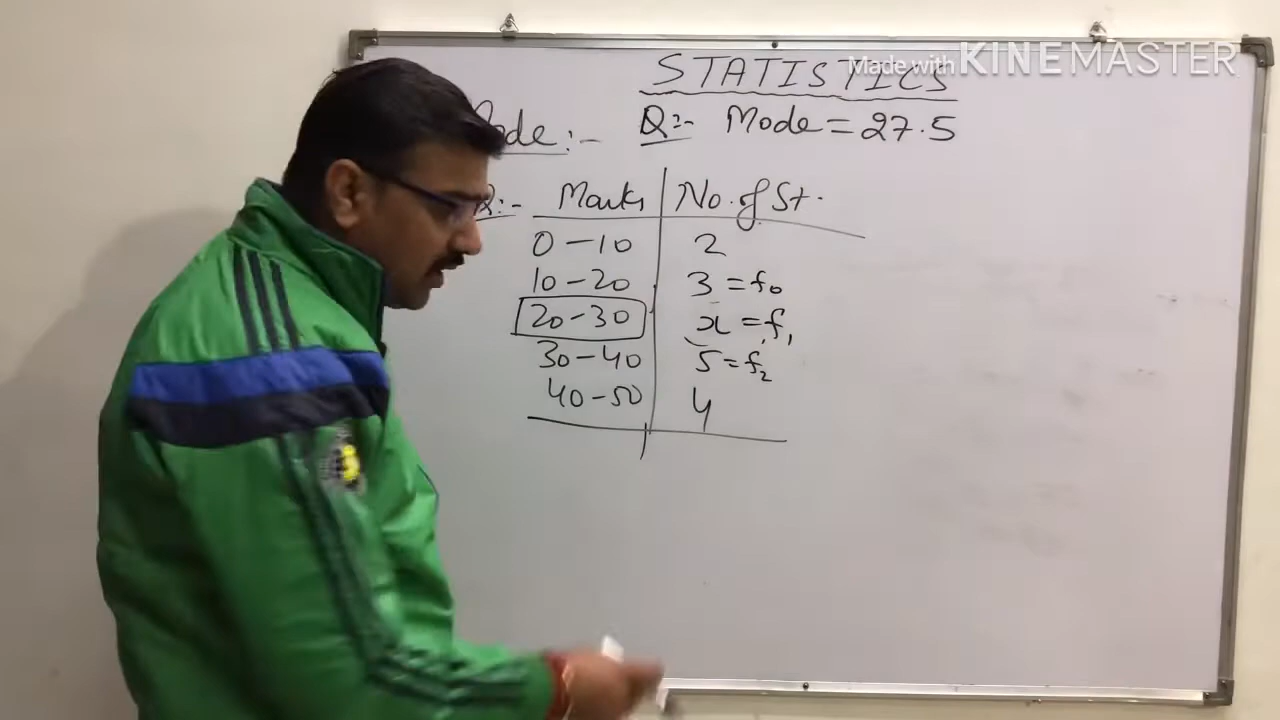 STATISTICS
Made with KINEMASTER
ode :- Q:- Mode = 27.5
Q:- Marks No. of St.
0-10 2
10-20 3 = f₀
20-30 x = f₁
30-40 5 = f₂
40-50 4